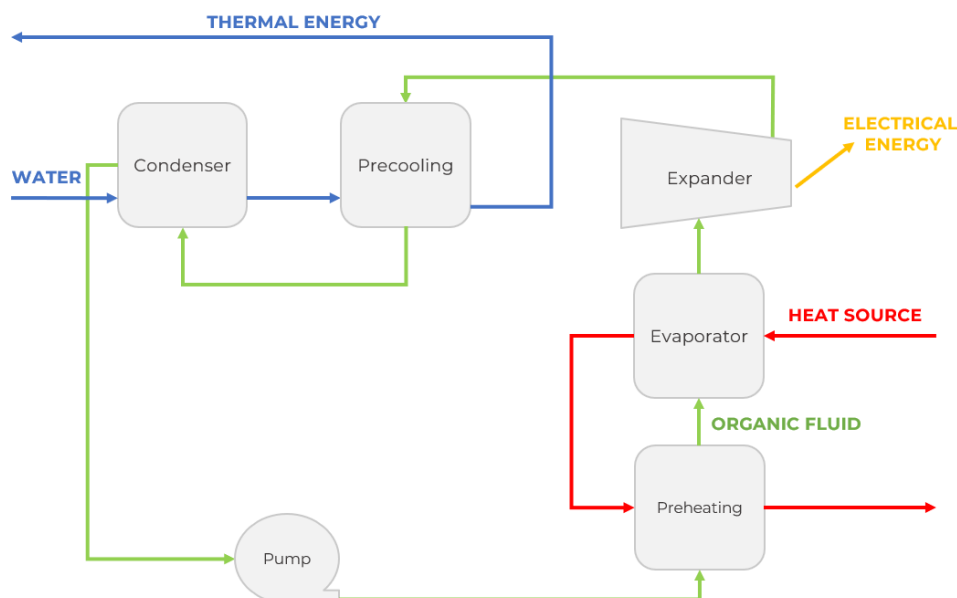 THERMAL ENERGY
Condenser
Precooling
WATER
ELECTRICAL
ENERGY
Expander
HEAT SOURCE
Evaporator
ORGANIC FLUID
Preheating
Pump